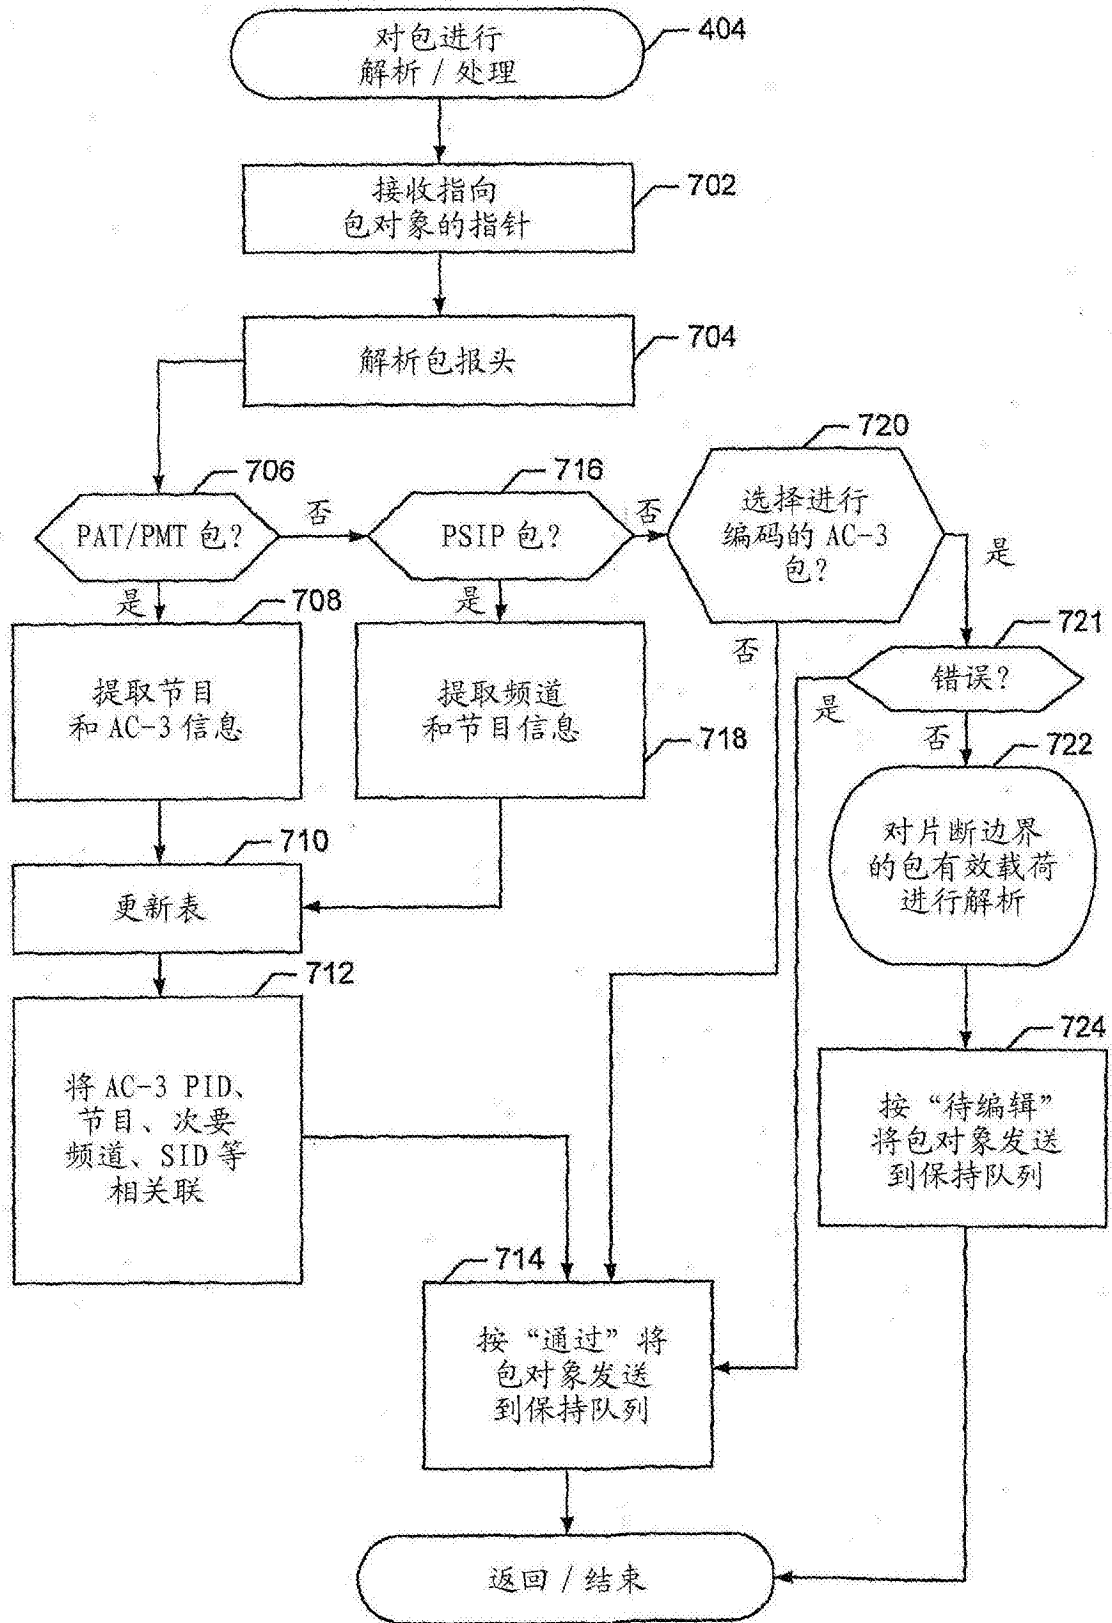 对包进行
解析/处理
404
接收指向
包对象的指针
702
解析包报头
704
PAT/PMT 包?
706
否
是
PSIP 包?
716
否
是
选择进行
编码的 AC-3
包?
720
是
否
提取节目
和 AC-3 信息
708
提取频道
和节目信息
718
错误?
721
是
否
更新表
710
对片断边界
的包有效载荷
进行解析
722
将 AC-3 PID、
节目、次要
频道、SID 等
相关联
712
按“待编辑”
将包对象发送
到保持队列
724
按“通过”将
包对象发送
到保持队列
714
返回/结束